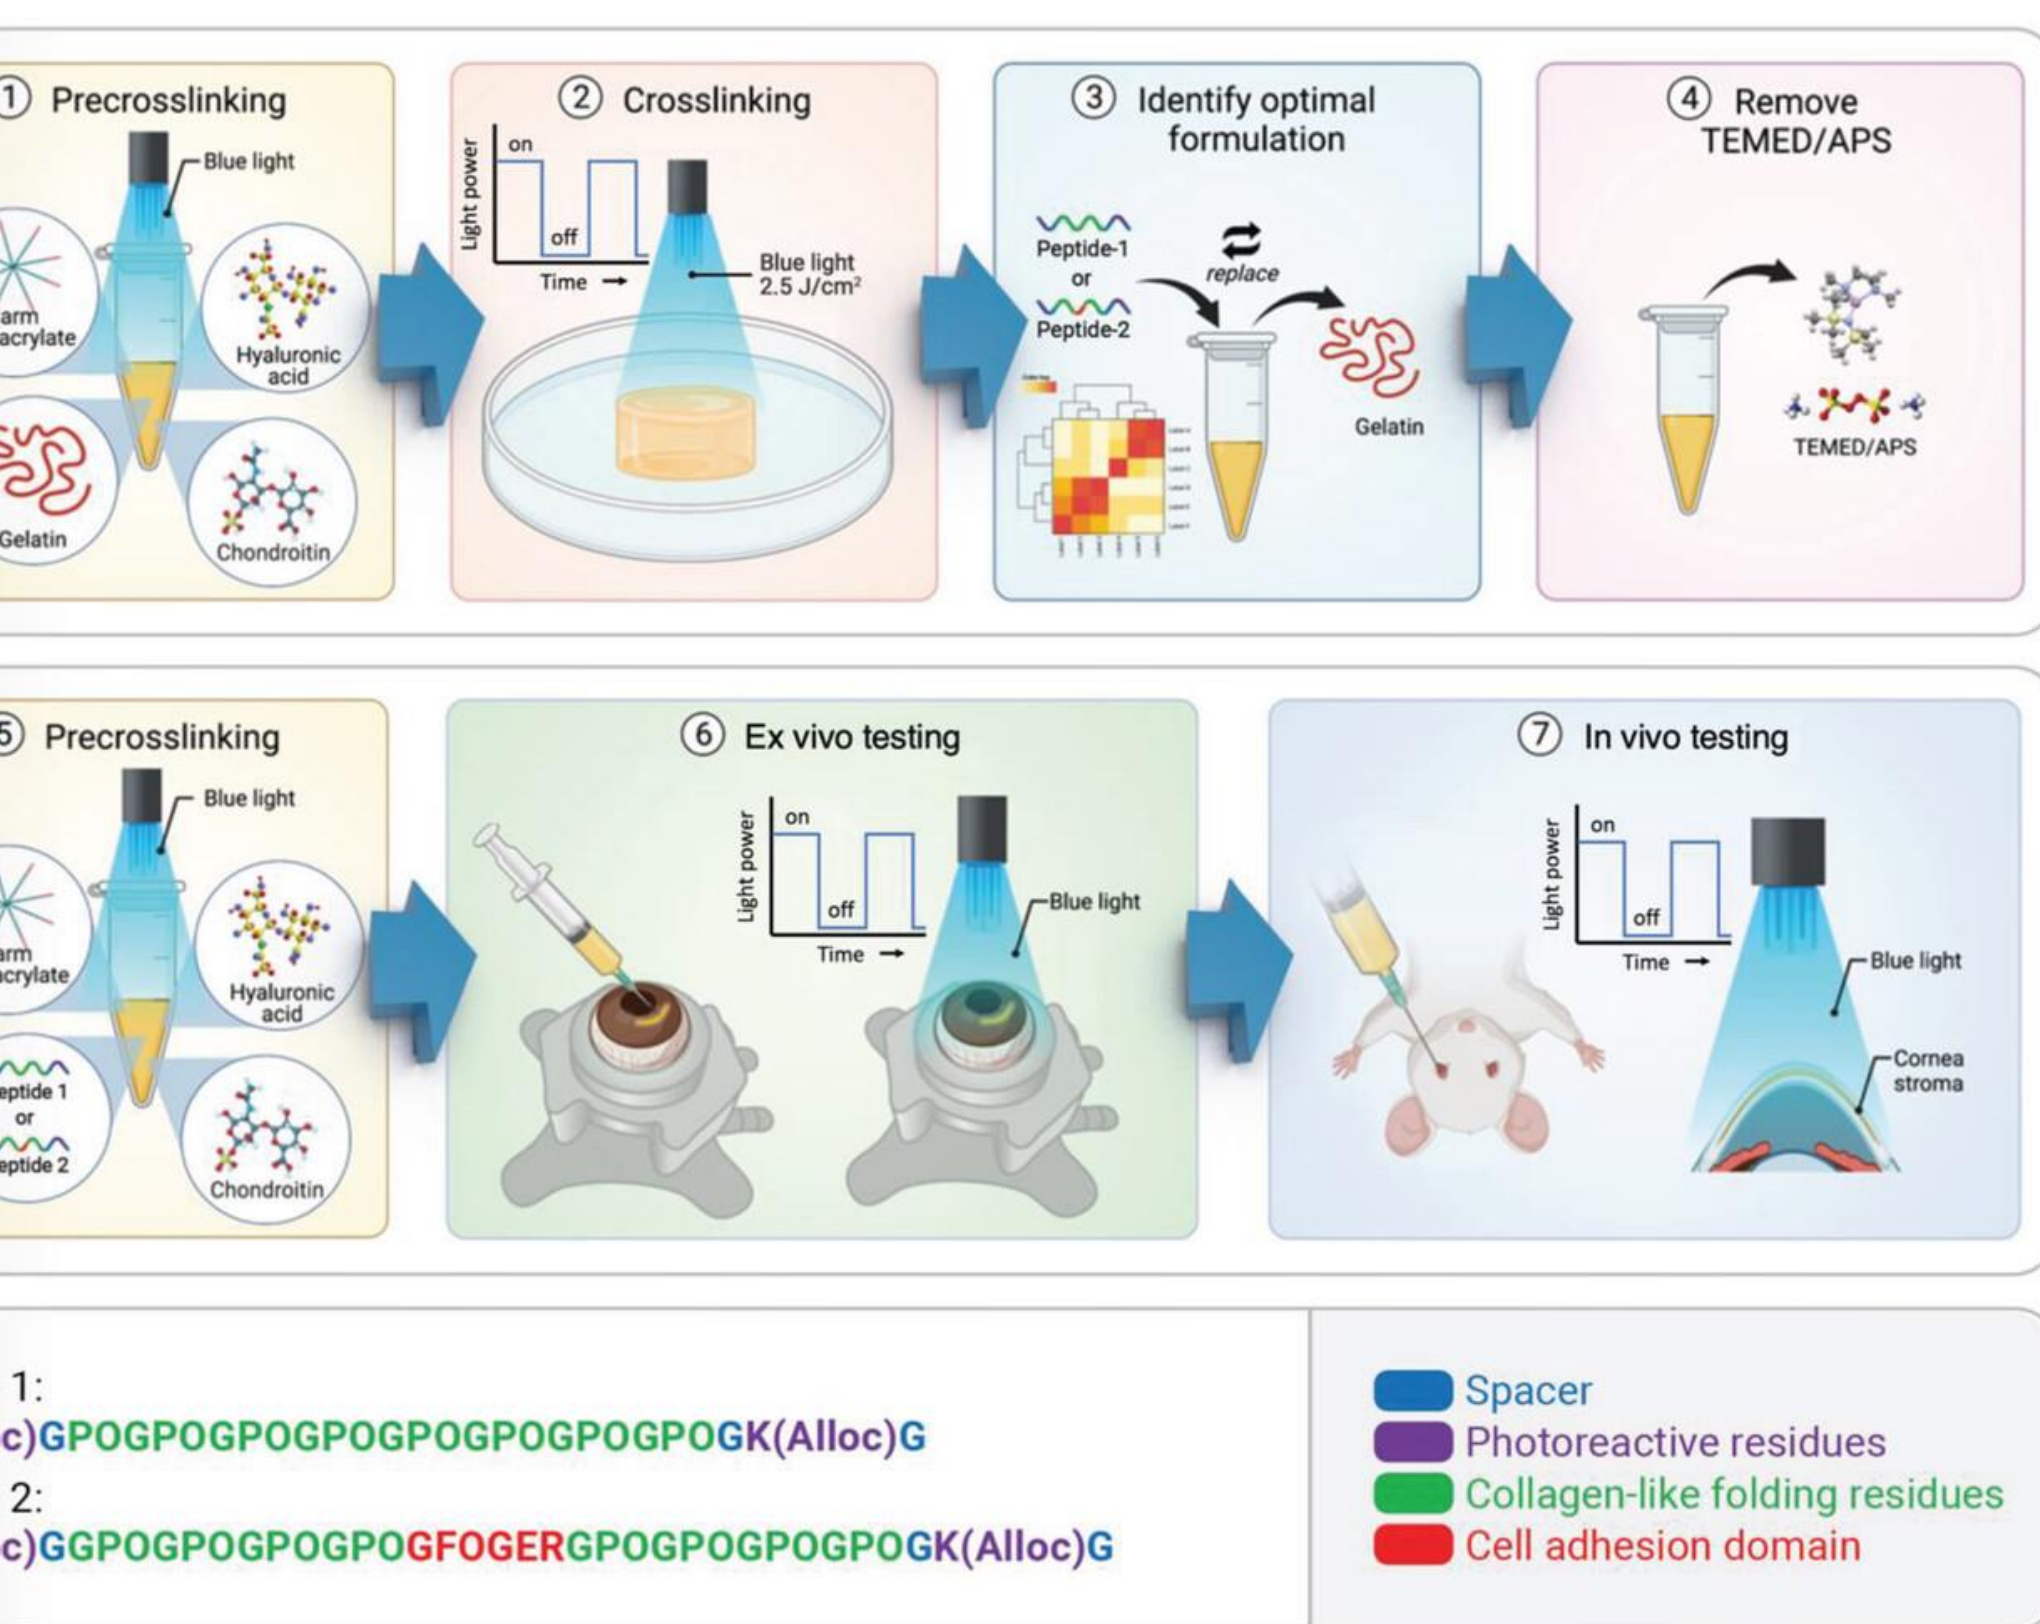 1 Precrosslinking
Blue light
arm
acrylate
Hyaluronic
acid
Gelatin
Chondroitin
2 Crosslinking
Light power
on
off
Time →
Blue light
2.5 J/cm²
3 Identify optimal
formulation
Peptide-1
or
Peptide-2
replace
Gelatin
4 Remove
TEMED/APS
TEMED/APS
5 Precrosslinking
Blue light
arm
acrylate
Hyaluronic
acid
eptide 1
or
eptide 2
Chondroitin
6 Ex vivo testing
Light power
on
off
Time →
Blue light
7 In vivo testing
Light power
on
off
Time →
Blue light
Cornea
stroma
1:
c)GPOGPOGPOGPOGPOGPOGPOGPOGK(Alloc)G
2:
c)GGPOGPOGPOGPOGFOGERGPOGPOGPOGPOGK(Alloc)G
Spacer
Photoreactive residues
Collagen-like folding residues
Cell adhesion domain